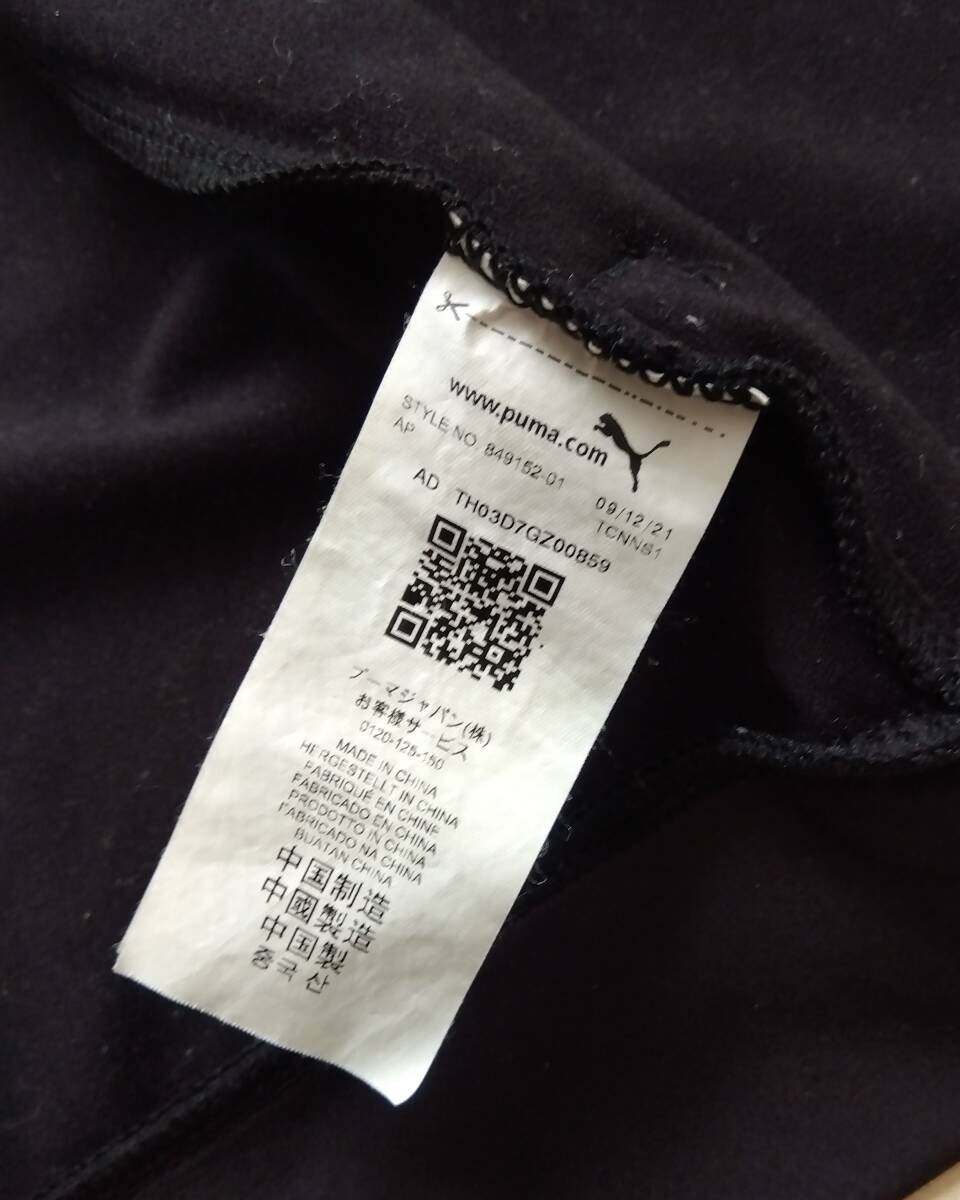 www.puma.com
STYLE NO. 849152-01 09/12/21
AP TCNNS1
AD TH03D7GZ00859
プーマジャパン(株)
お客様サービス
0120-125-150
MADE IN CHINA
HERGESTELLT IN CHINA
FABRIQUÉ EN CHINE
FABRICADO EN CHINA
PRODOTTO IN CHINA
FABRICADO NA CHINA
BUATAN CHINA
中国制造
中國製造
中国製
중국 산